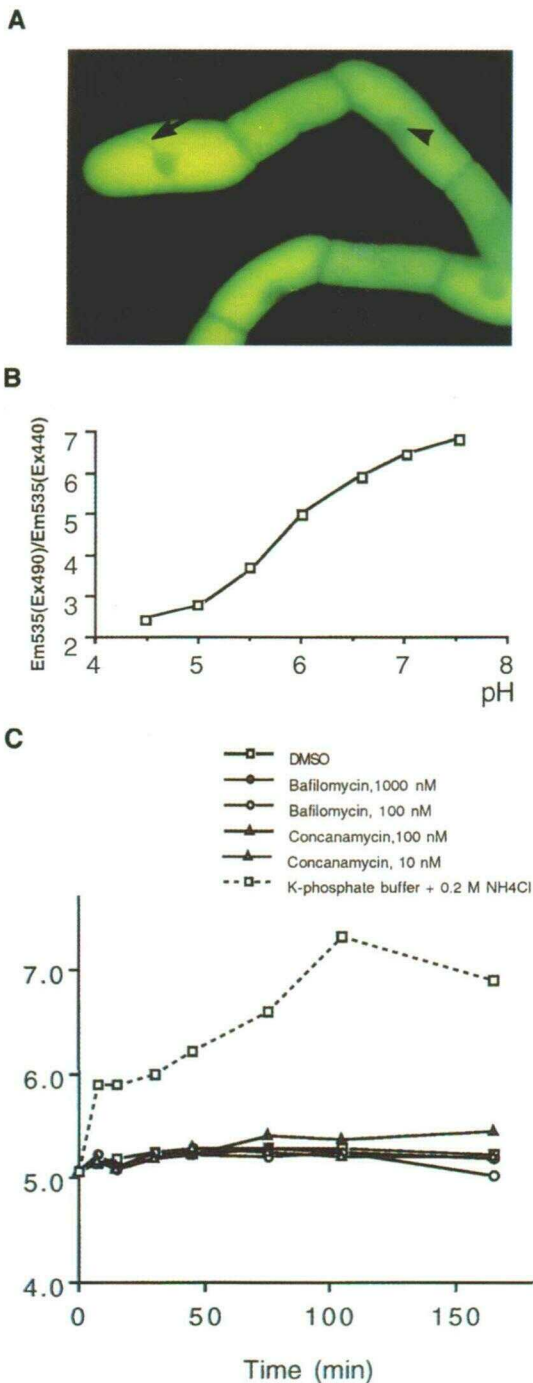 A
B
Em535(Ex490)/Em535(Ex440)
7
6
5
4
3
2
4 5 6 7 8
pH
C
DMSO
Bafilomycin,1000 nM
Bafilomycin, 100 nM
Concanamycin,100 nM
Concanamycin, 10 nM
K-phosphate buffer + 0.2 M NH4Cl
7.0
6.0
5.0
4.0
0 50 100 150
Time (min)